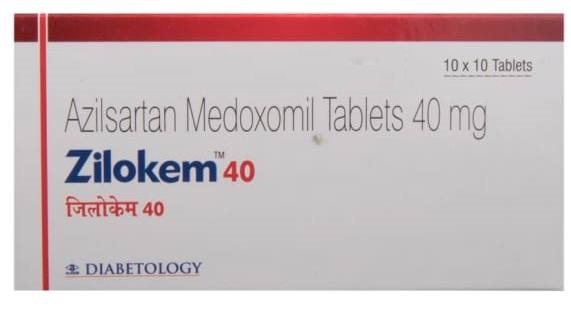 10 x 10 Tablets
Azilsartan Medoxomil Tablets 40 mg
Zilokem™ 40
जिलोकेम 40
DIABETOLOGY